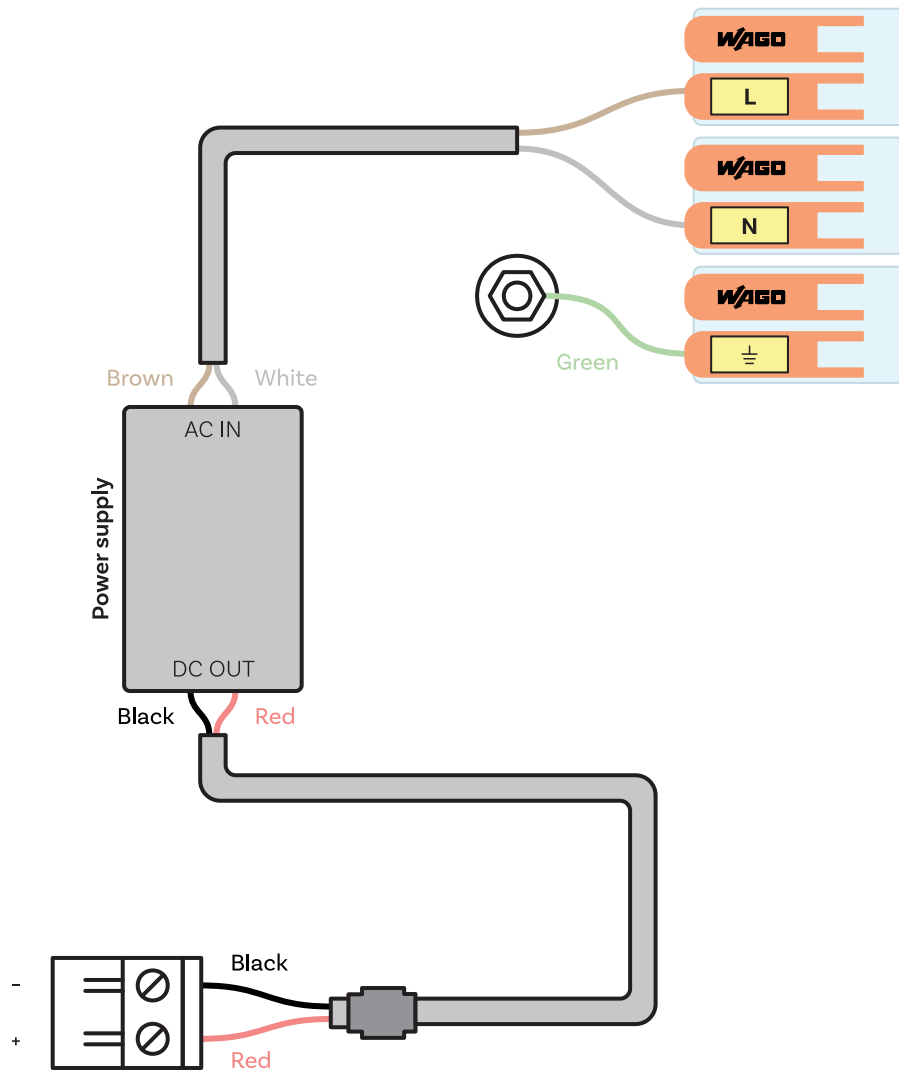 WAGO
L
WAGO
N
WAGO
Green
Brown
White
AC IN
Power supply
DC OUT
Black
Red
Black
-
+
Red